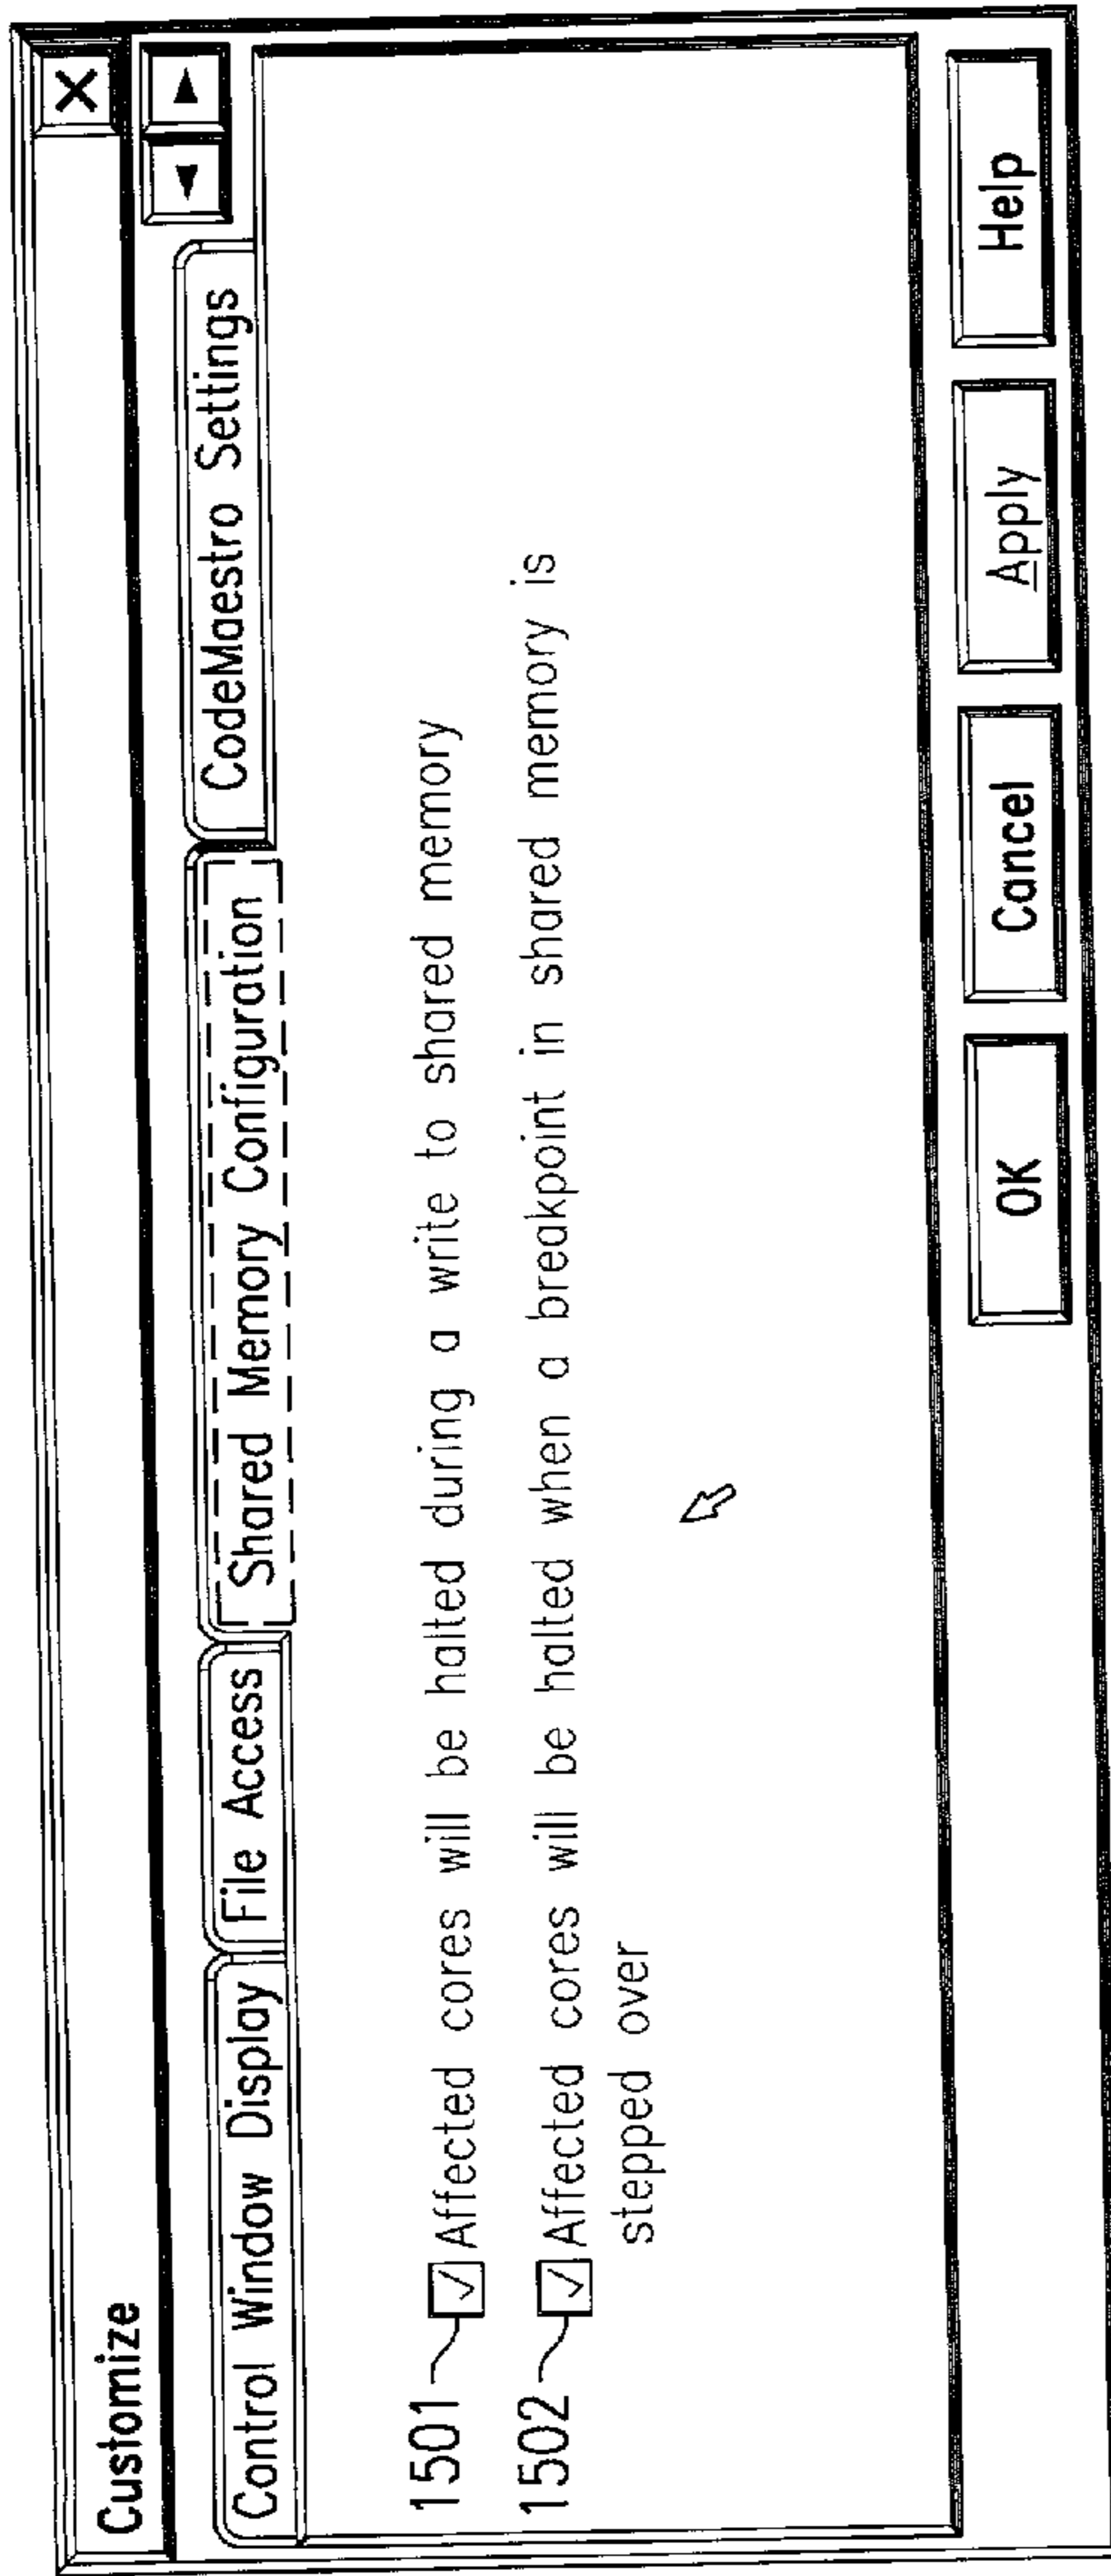 Customize
Control Window Display
File Access
Shared Memory Configuration
CodeMaestro Settings
1501
Affected cores will be halted during a write to shared memory
1502
Affected cores will be halted when a breakpoint in shared memory is
stepped over
OK
Cancel
Apply
Help